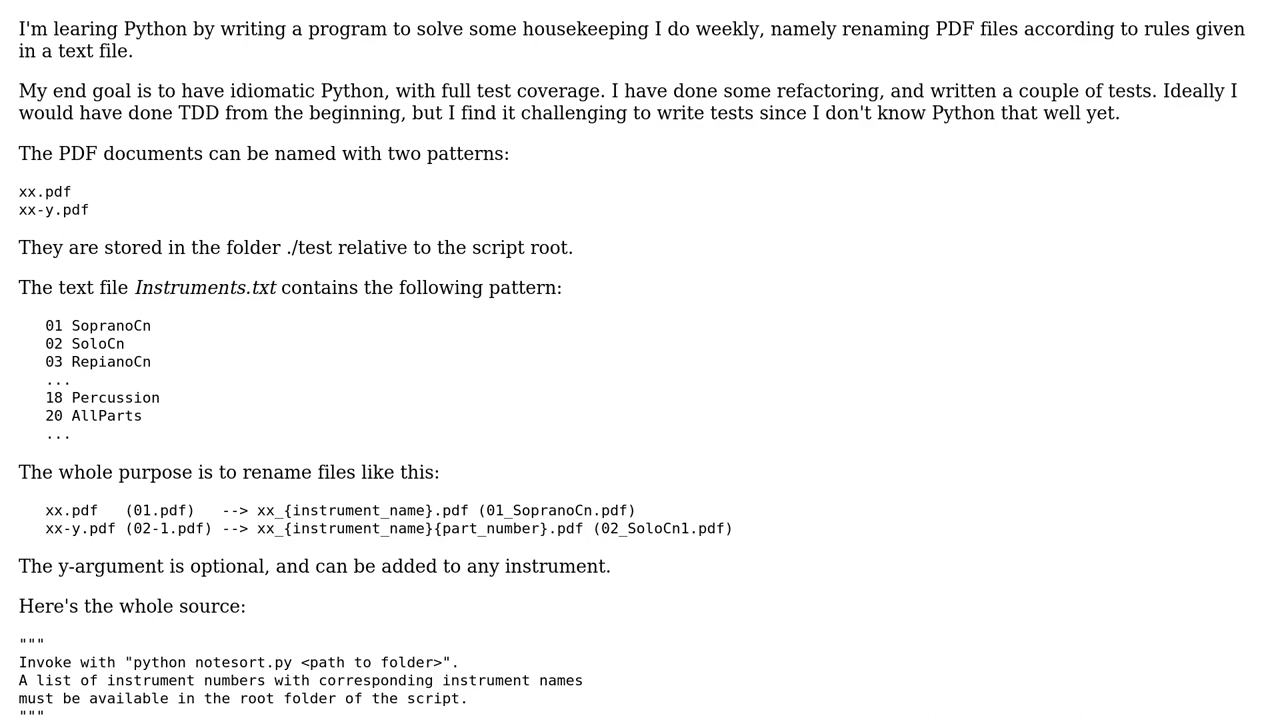 I'm learing Python by writing a program to solve some housekeeping I do weekly, namely renaming PDF files according to rules given
in a text file.
My end goal is to have idiomatic Python, with full test coverage. I have done some refactoring, and written a couple of tests. Ideally I
would have done TDD from the beginning, but I find it challenging to write tests since I don't know Python that well yet.
The PDF documents can be named with two patterns:
xx.pdf
xx-y.pdf
They are stored in the folder ./test relative to the script root.
The text file Instruments.txt contains the following pattern:
01 SopranoCn
02 SoloCn
03 RepianoCn
...
18 Percussion
20 AllParts
...
The whole purpose is to rename files like this:
xx.pdf   (01.pdf)   --> xx_{instrument_name}.pdf (01_SopranoCn.pdf)
xx-y.pdf (02-1.pdf) --> xx_{instrument_name}{part_number}.pdf (02_SoloCn1.pdf)
The y-argument is optional, and can be added to any instrument.
Here's the whole source:
"""
Invoke with "python notesort.py <path to folder>".
A list of instrument numbers with corresponding instrument names
must be available in the root folder of the script.
"""